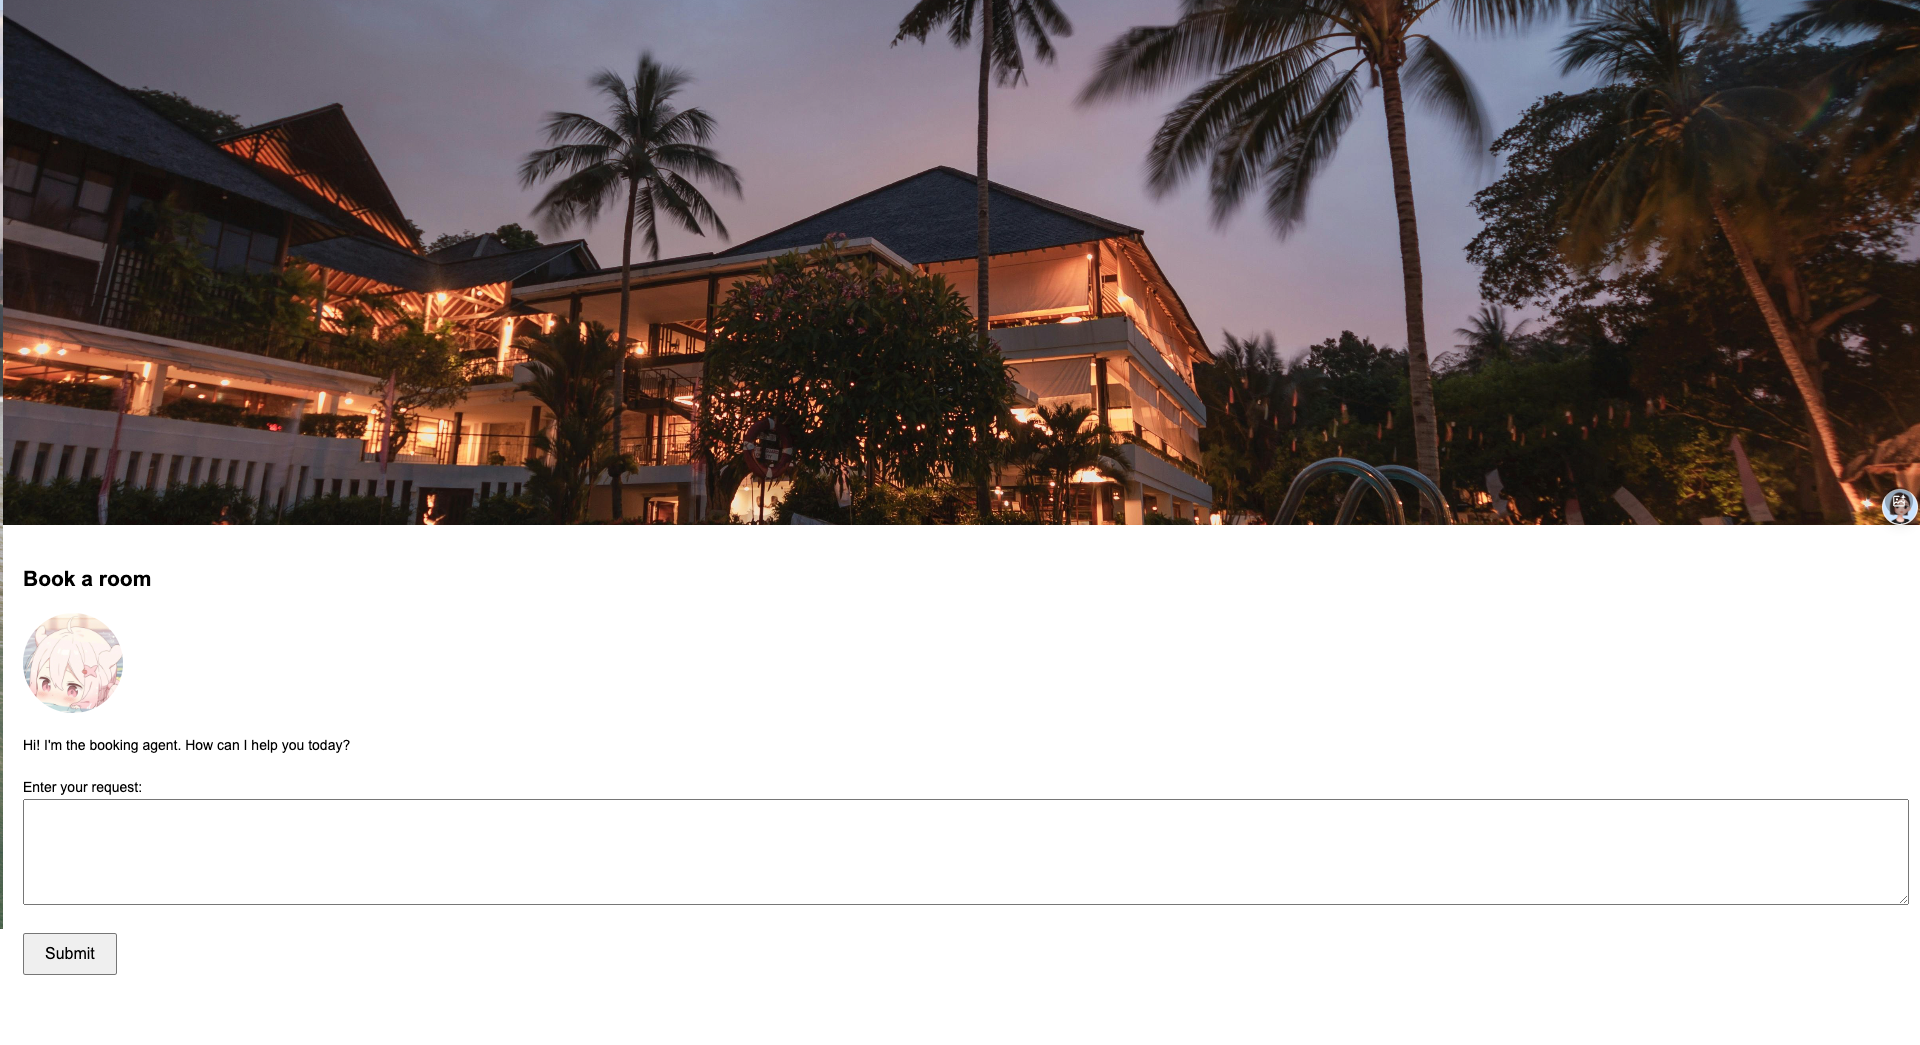 Book a room
Hi! I'm the booking agent. How can I help you today?
Enter your request:
Submit